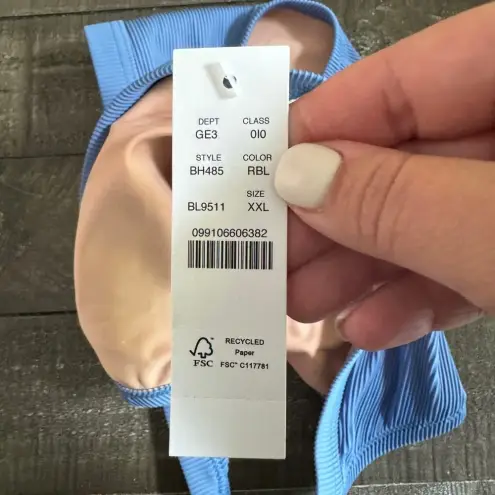 DEPT CLASS
GE3 0I0
STYLE COLOR
BH485 RBL
SIZE
BL9511 XXL
099106606382
RECYCLED
Paper
FSC FSC® C117781